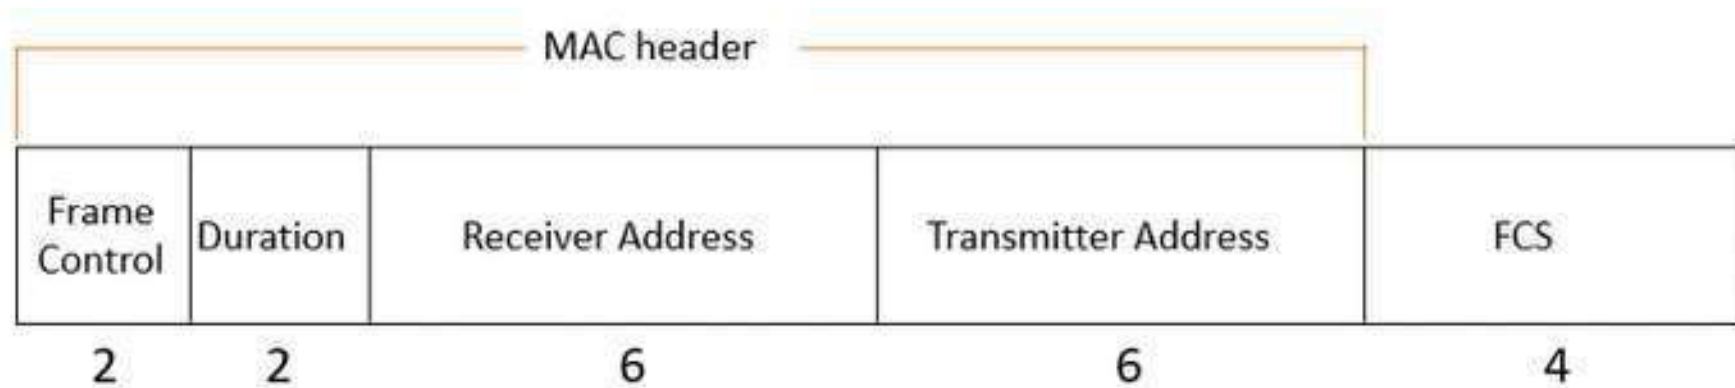 MAC header
Frame
Control
Duration
Receiver Address
Transmitter Address
FCS
2 2 6 6 4